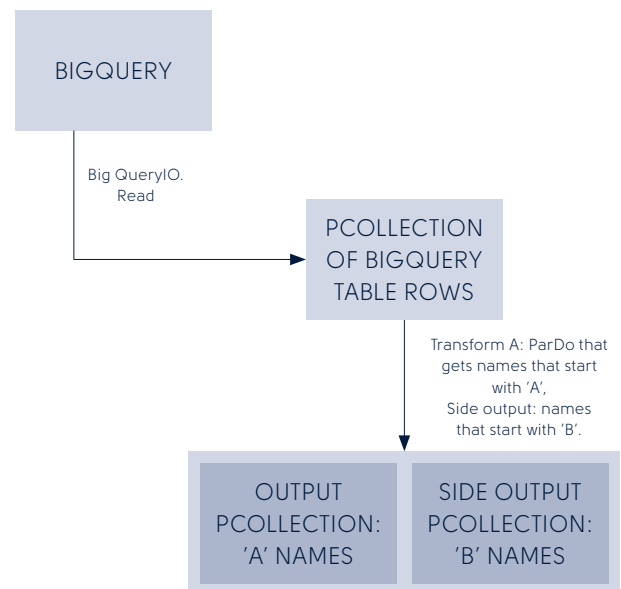 BIGQUERY
Big QueryIO.
Read
PCOLLECTION
OF BIGQUERY
TABLE ROWS
Transform A: ParDo that
gets names that start
with ‘A’,
Side output: names
that start with ‘B’.
OUTPUT
PCOLLECTION:
‘A’ NAMES
SIDE OUTPUT
PCOLLECTION:
‘B’ NAMES